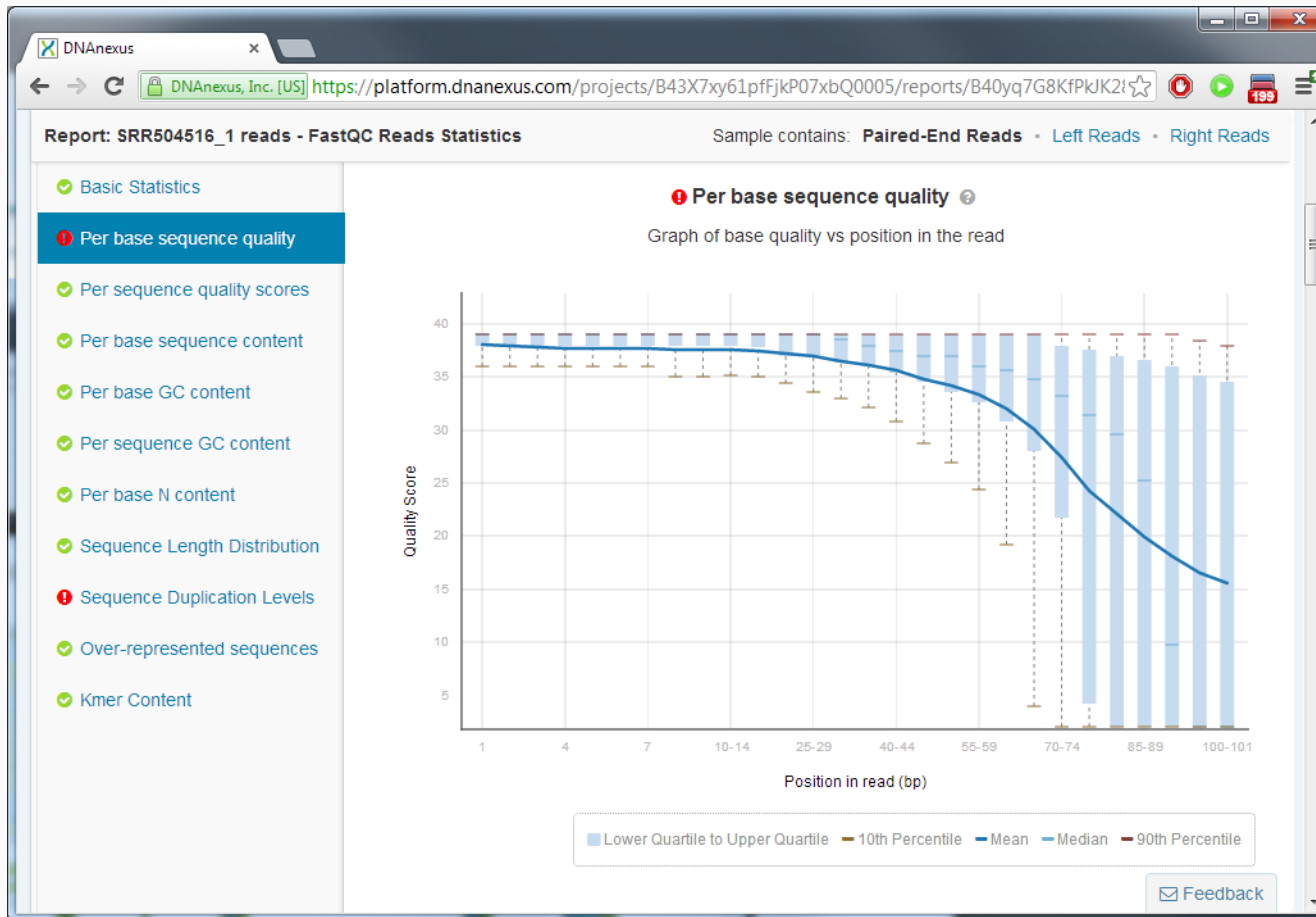 DNAnexus
DNAnexus, Inc. [US] https://platform.dnanexus.com/projects/B43X7xy61pfFjkP07xbQ0005/reports/B40yq7G8KfPkJK2
199
Report: SRR504516_1 reads - FastQC Reads Statistics
Sample contains: Paired-End Reads • Left Reads • Right Reads
Basic Statistics
Per base sequence quality
Per sequence quality scores
Per base sequence content
Per base GC content
Per sequence GC content
Per base N content
Sequence Length Distribution
Sequence Duplication Levels
Over-represented sequences
Kmer Content
Per base sequence quality
Graph of base quality vs position in the read
40
35
30
25
20
15
10
5
Quality Score
1 4 7 10-14 25-29 40-44 55-59 70-74 85-89 100-101
Position in read (bp)
Lower Quartile to Upper Quartile 10th Percentile Mean Median 90th Percentile
Feedback